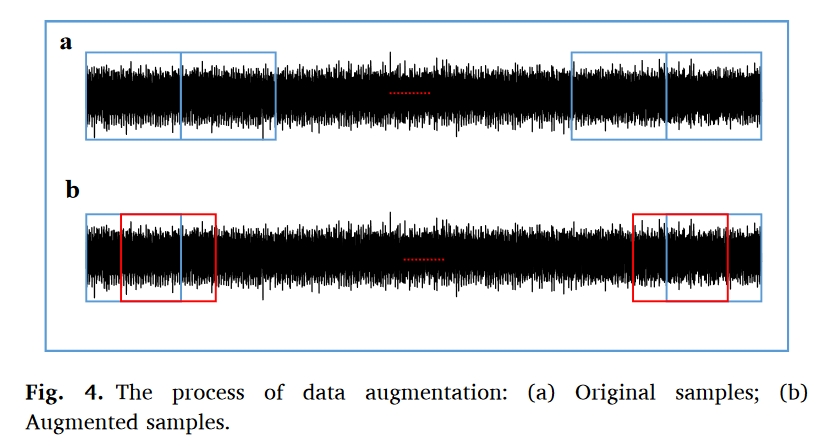 a
b
Fig. 4. The process of data augmentation: (a) Original samples; (b)
Augmented samples.